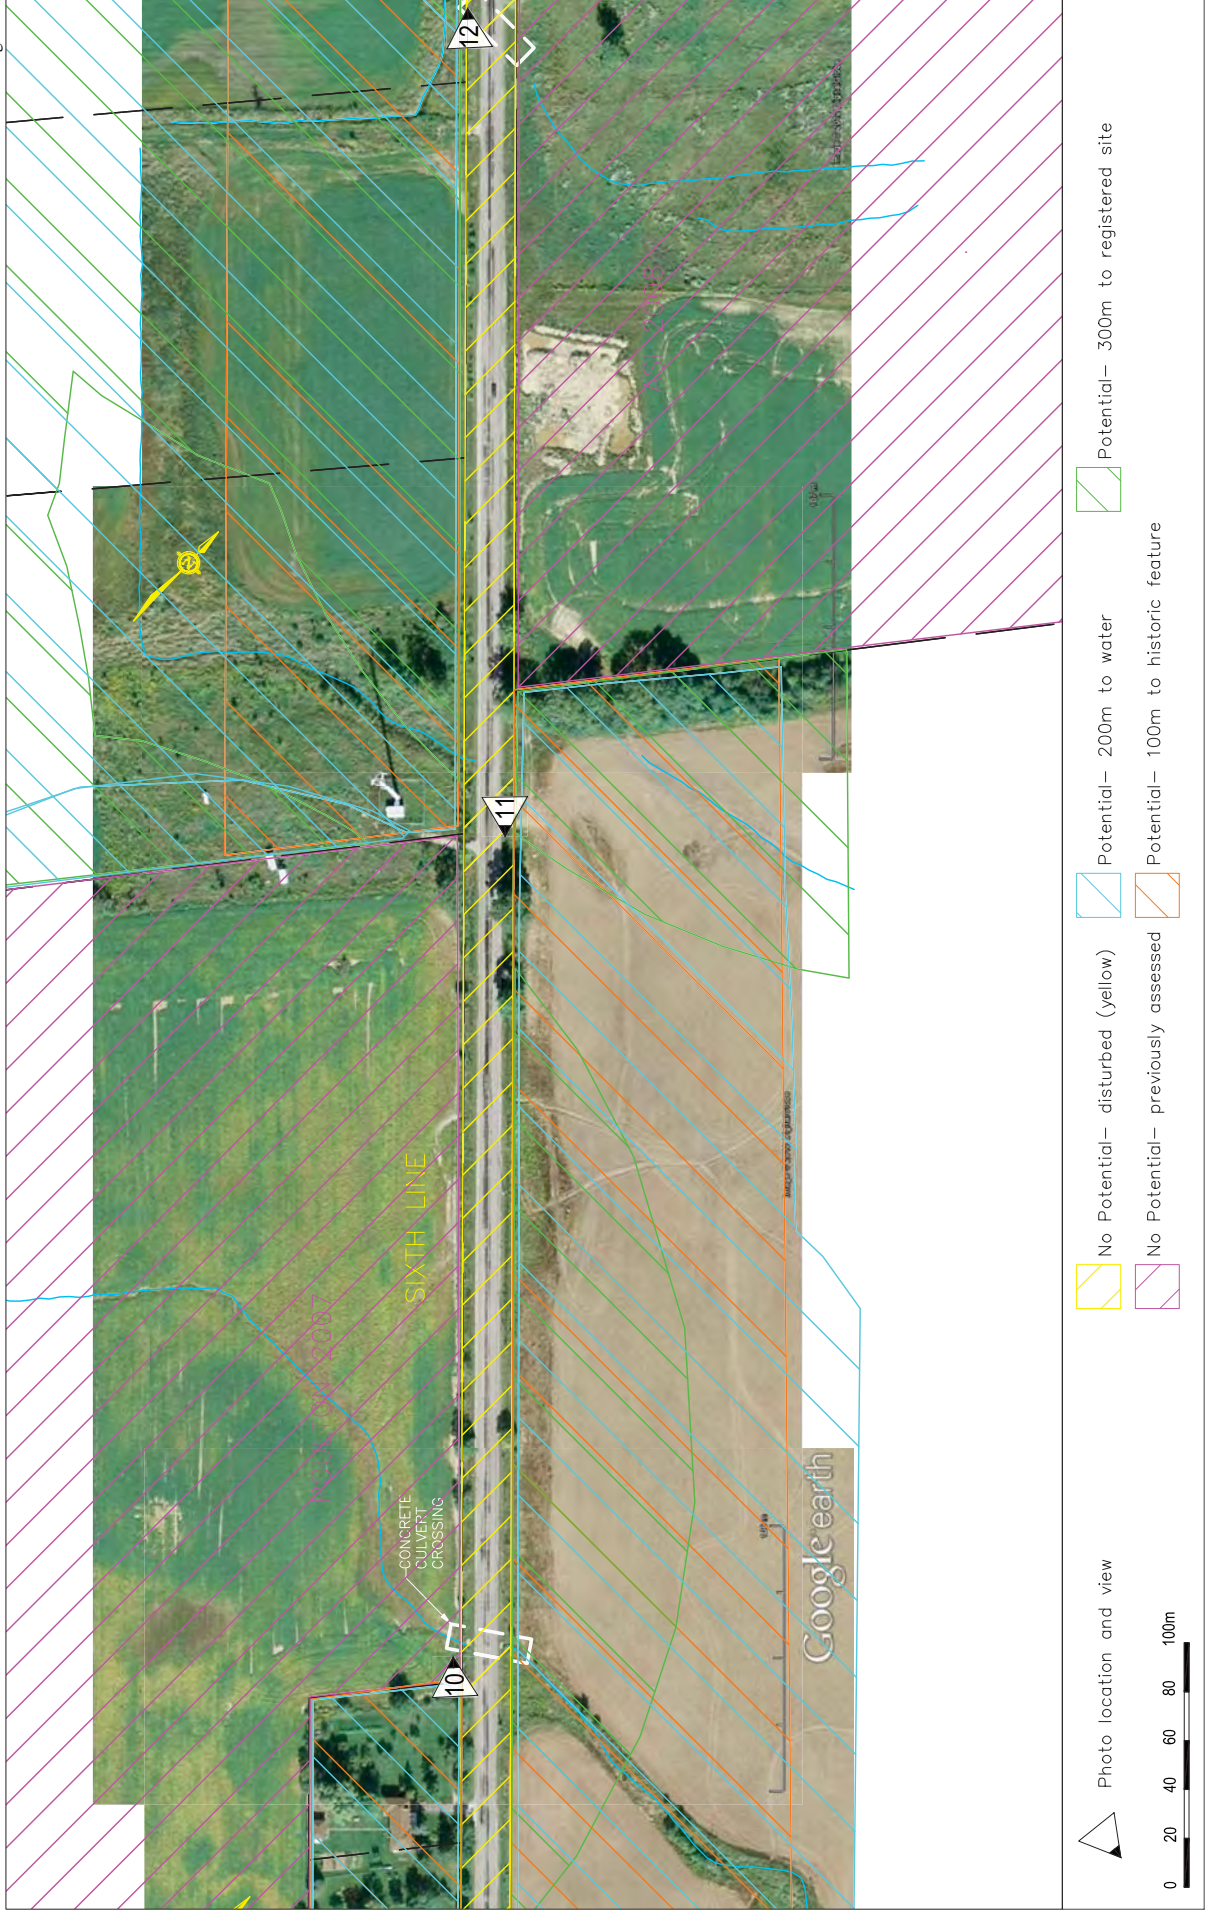 12
11
10
SIXTH LINE
CONCRETE
CULVERT
CROSSING
2007
Google earth
Photo location and view
0 20 40 60 80 100m
No Potential– disturbed (yellow)
No Potential– previously assessed
Potential– 200m to water
Potential– 100m to historic feature
Potential– 300m to registered site